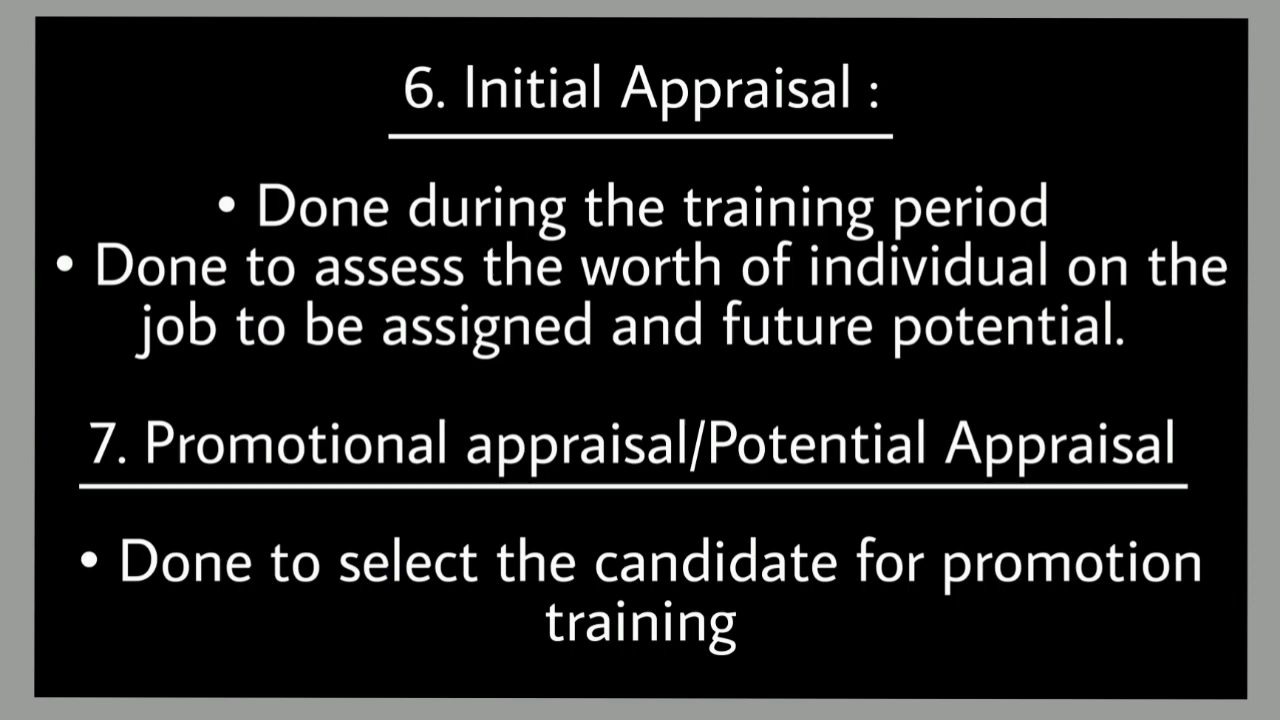 6. Initial Appraisal :
• Done during the training period
• Done to assess the worth of individual on the
job to be assigned and future potential.
7. Promotional appraisal/Potential Appraisal
• Done to select the candidate for promotion
training